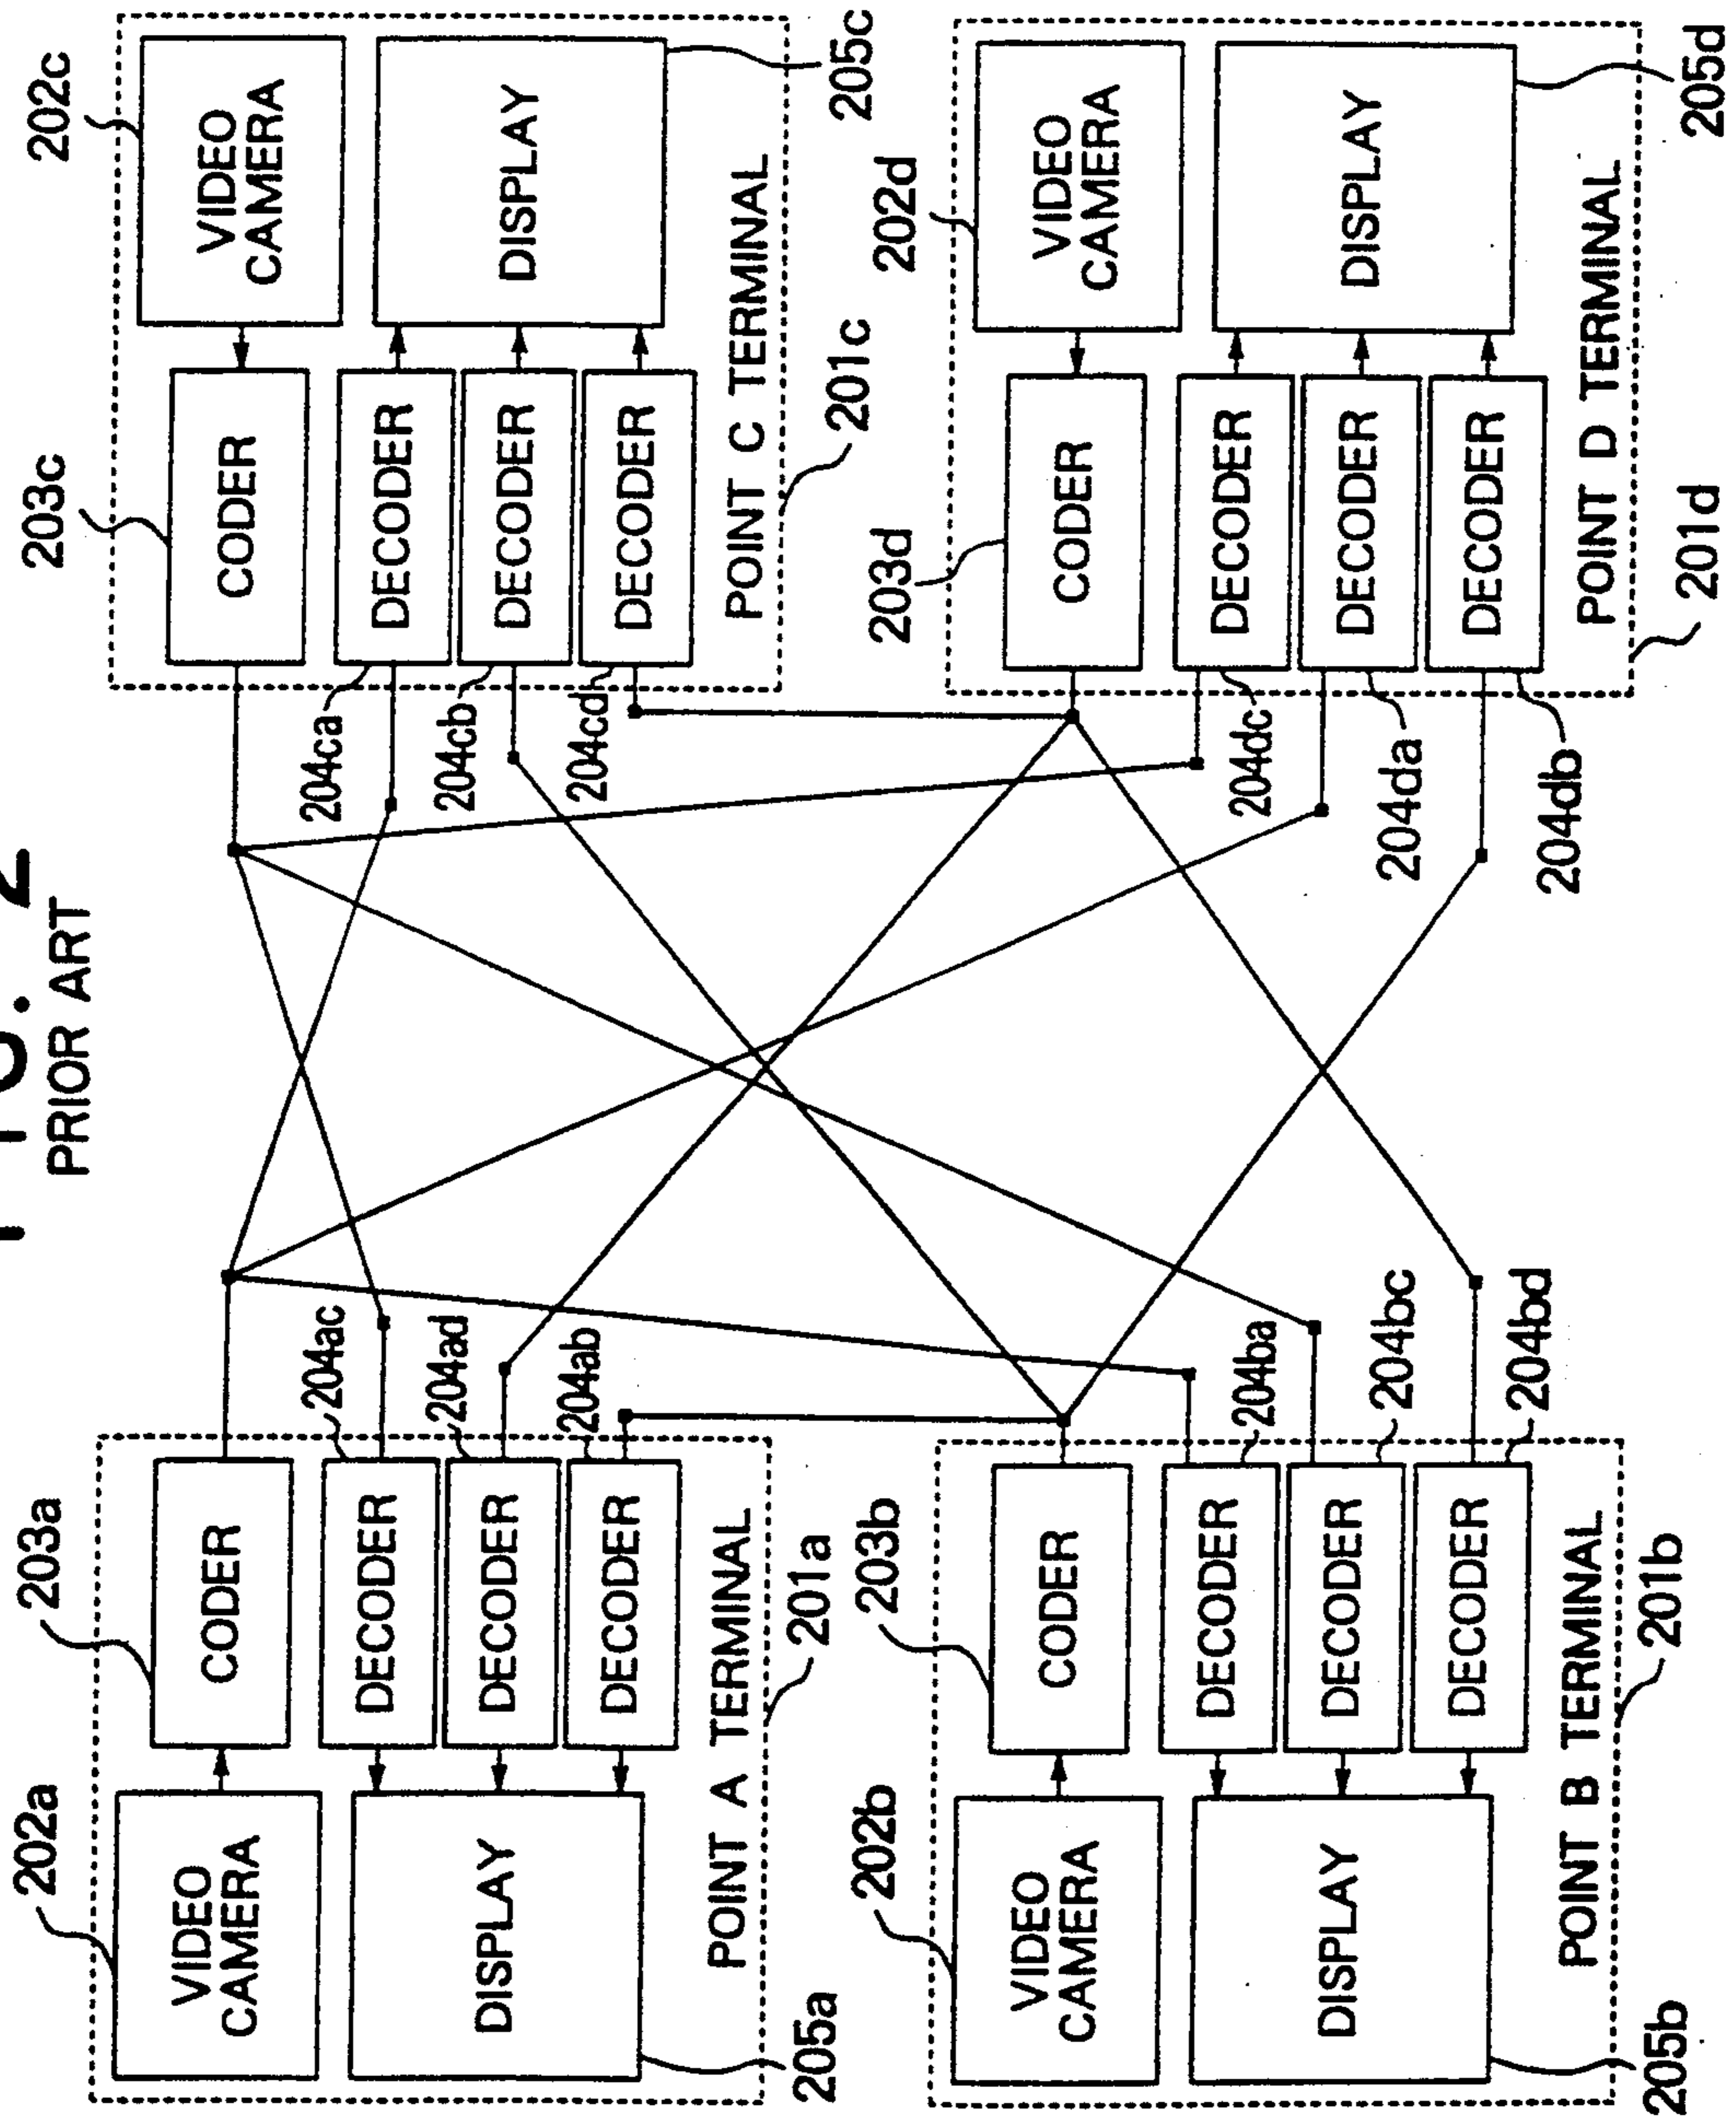 FIG. 2
PRIOR ART
202a
203a
VIDEO
CAMERA
CODER
204ac
DECODER
204ad
DECODER
204ab
DECODER
DISPLAY
205a
POINT A TERMINAL
201a
203c
202c
CODER
VIDEO
CAMERA
204ca
DECODER
204cb
DECODER
204cd
DECODER
DISPLAY
205c
POINT C TERMINAL
201c
202b
203b
VIDEO
CAMERA
CODER
204ba
DECODER
204bc
DECODER
204bd
DECODER
DISPLAY
205b
POINT B TERMINAL
201b
203d
202d
CODER
VIDEO
CAMERA
204dc
DECODER
204da
DECODER
204db
DECODER
DISPLAY
205d
POINT D TERMINAL
201d